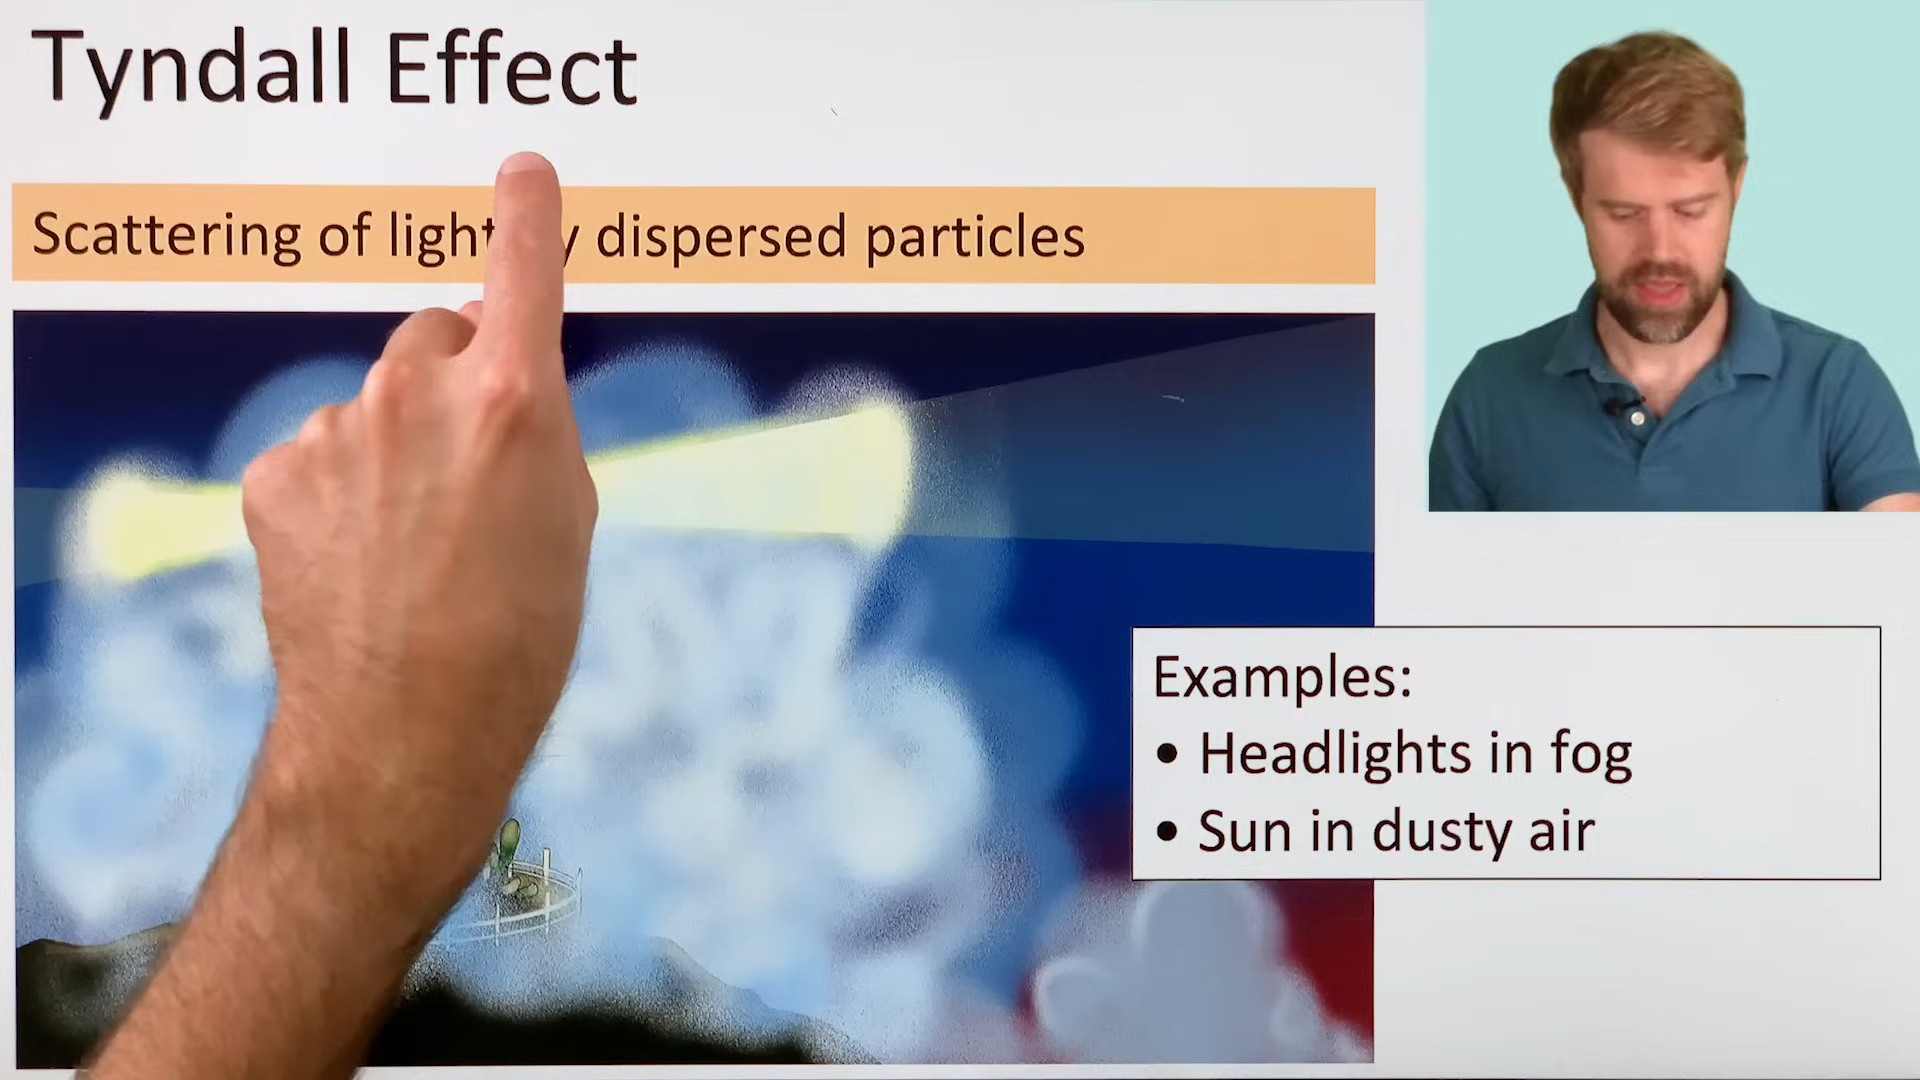 Tyndall Effect
Scattering of light dispersed particles
Examples:
• Headlights in fog
• Sun in dusty air